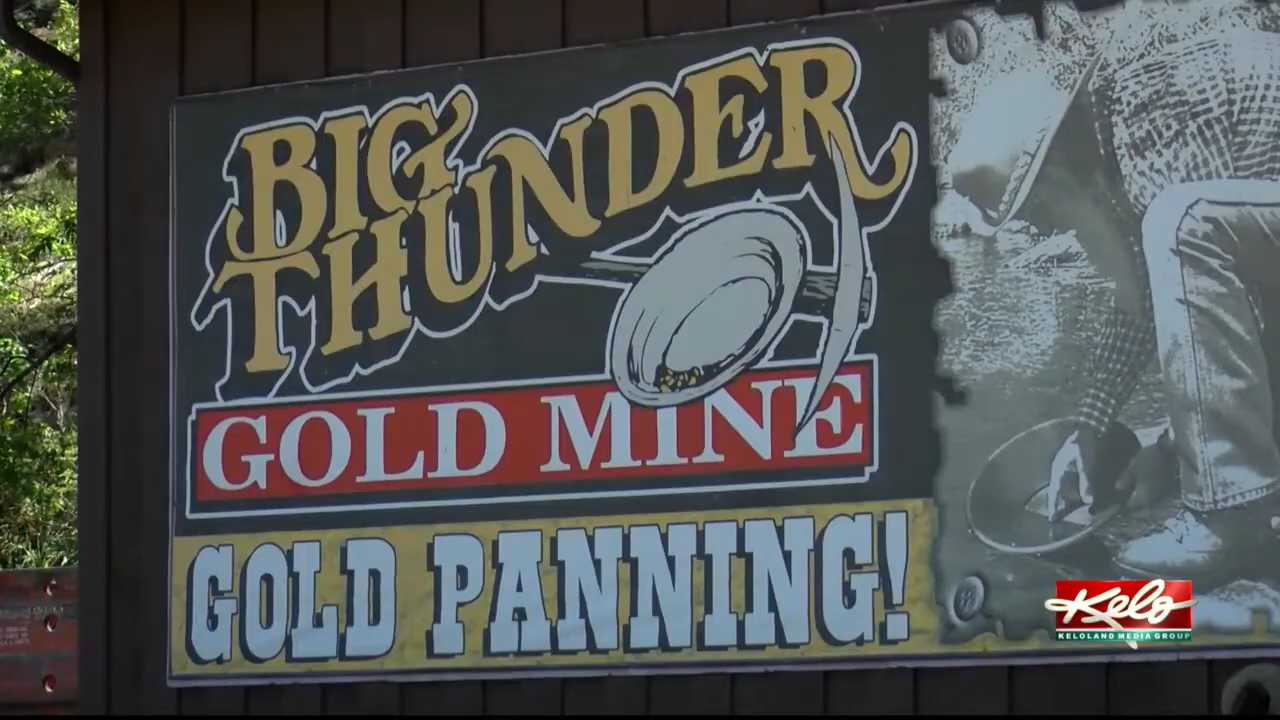 BIG
THUNDER
GOLD MINE
GOLD PANNING!
Kelo
KELOLAND MEDIA GROUP